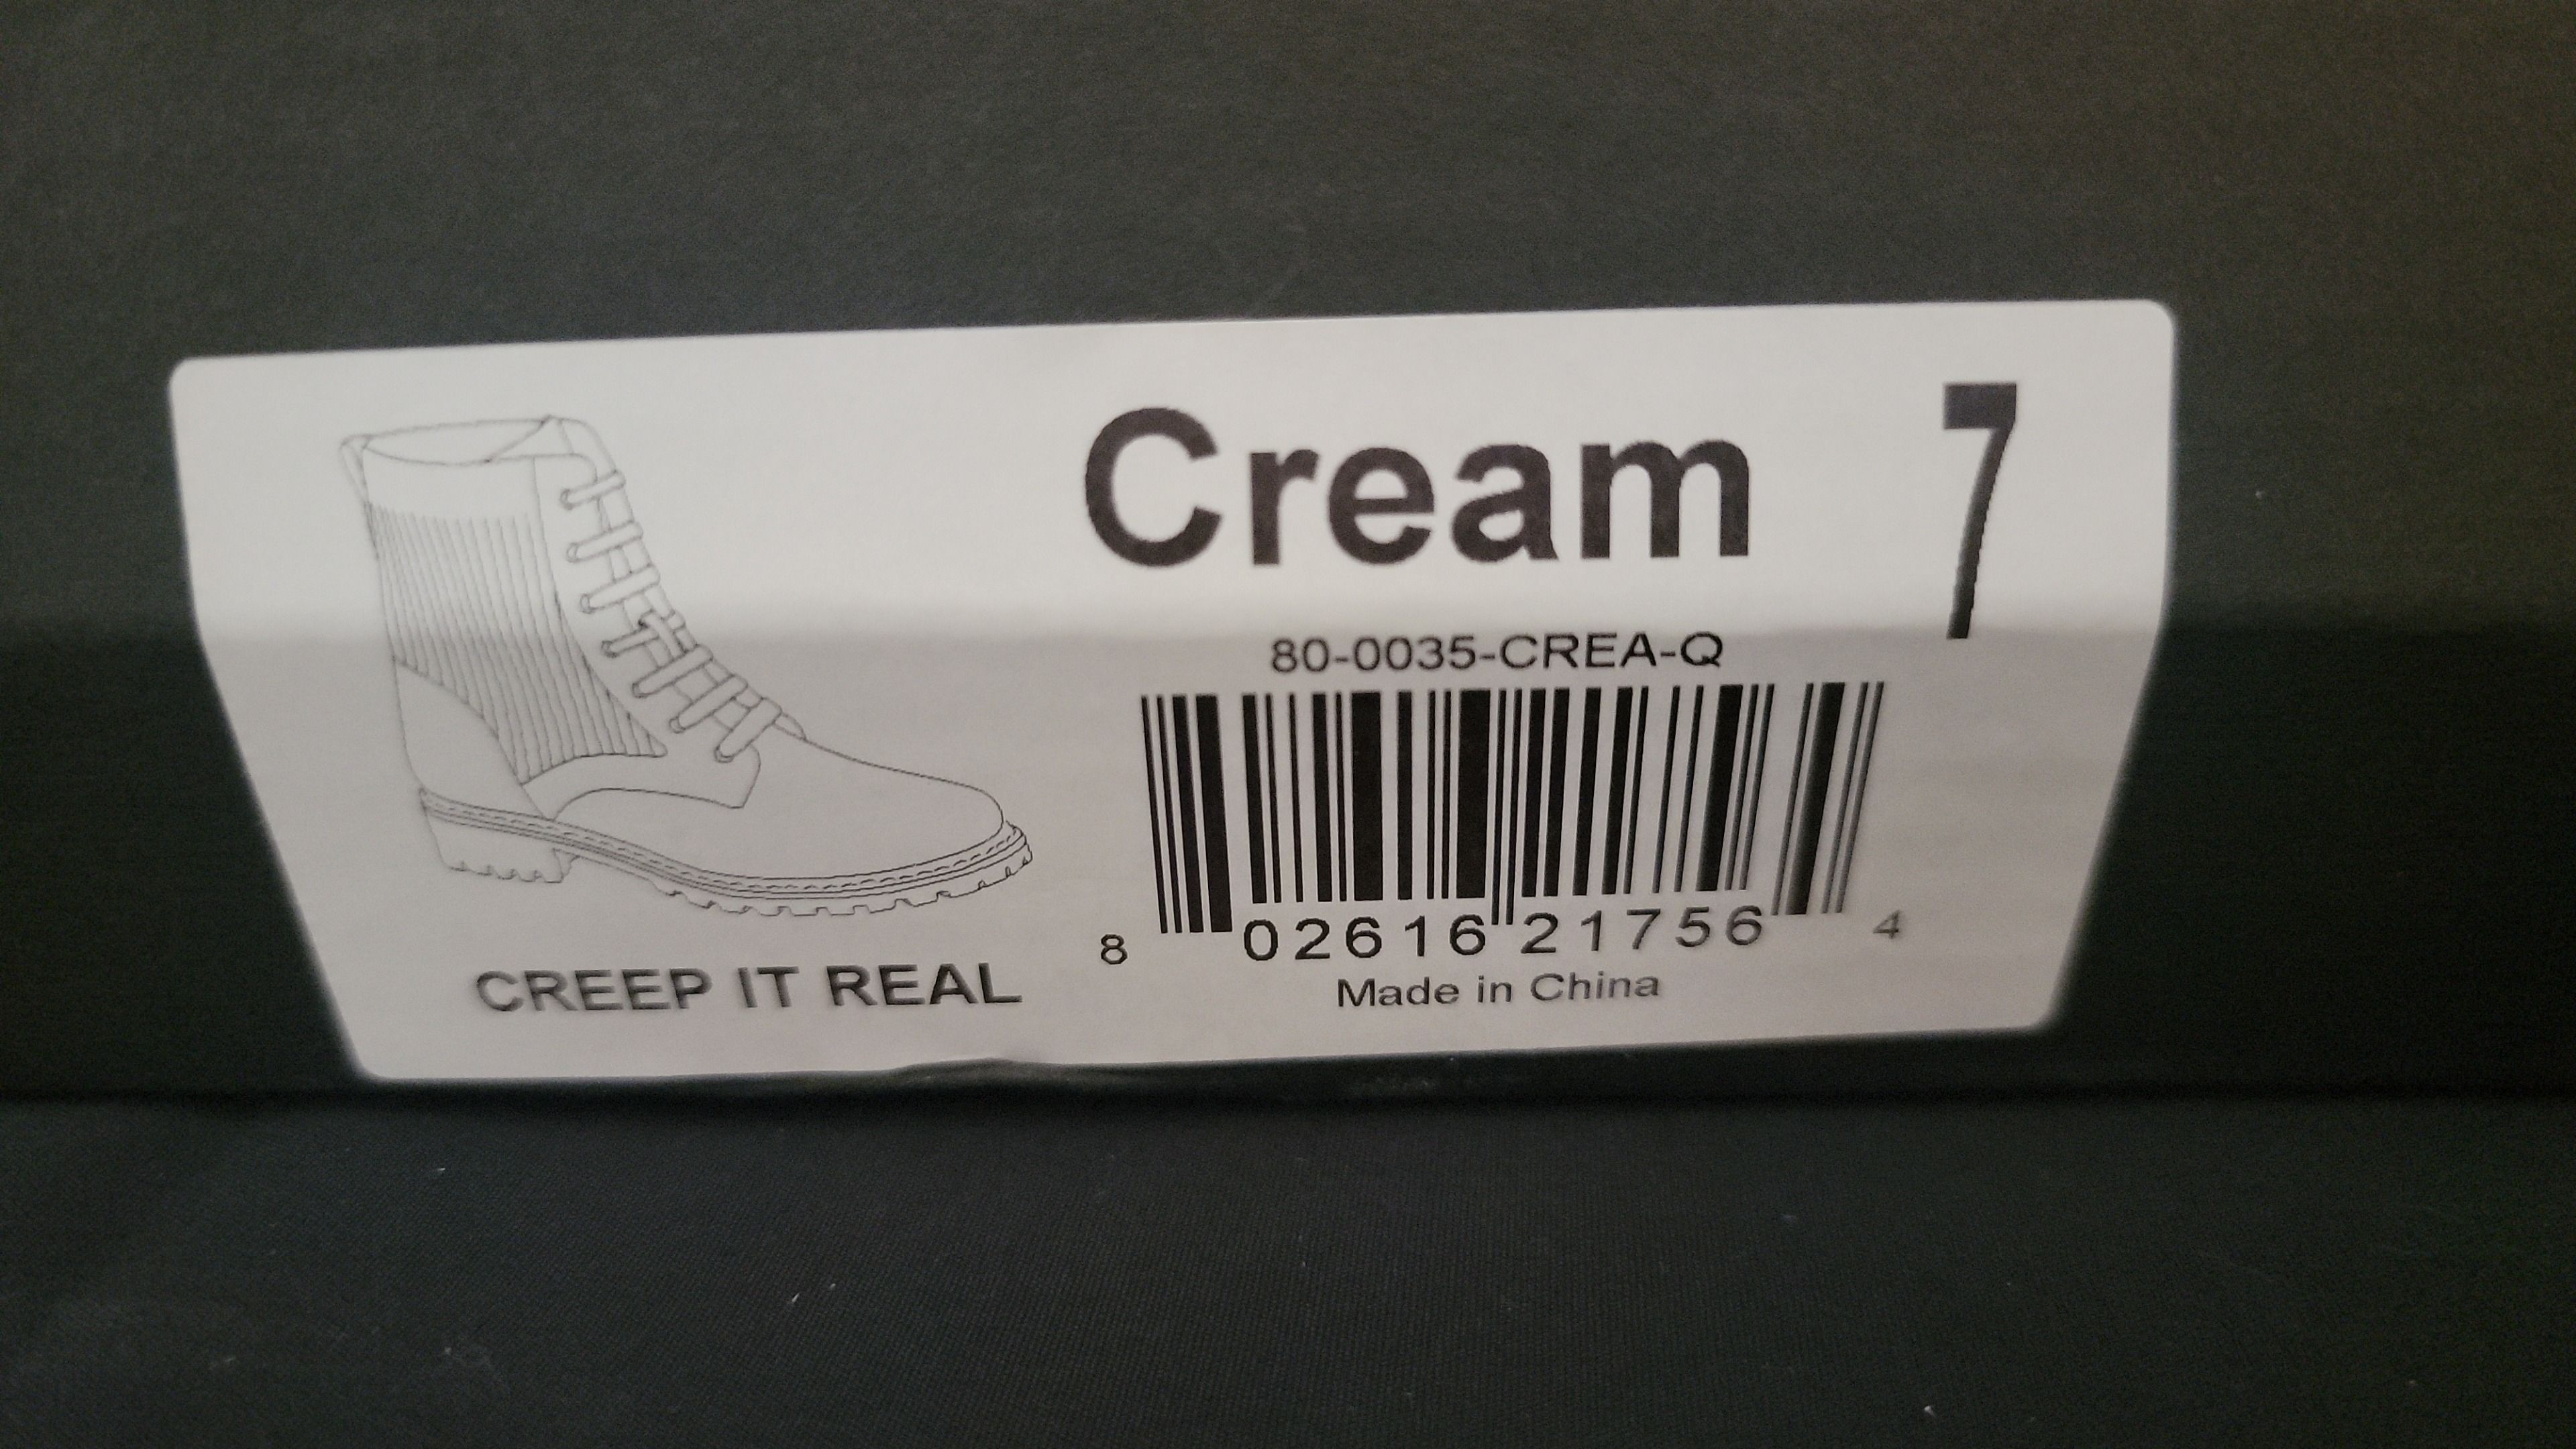 Cream 7
80-0035-CREA-Q
8 02616 21756 4
CREEP IT REAL
Made in China